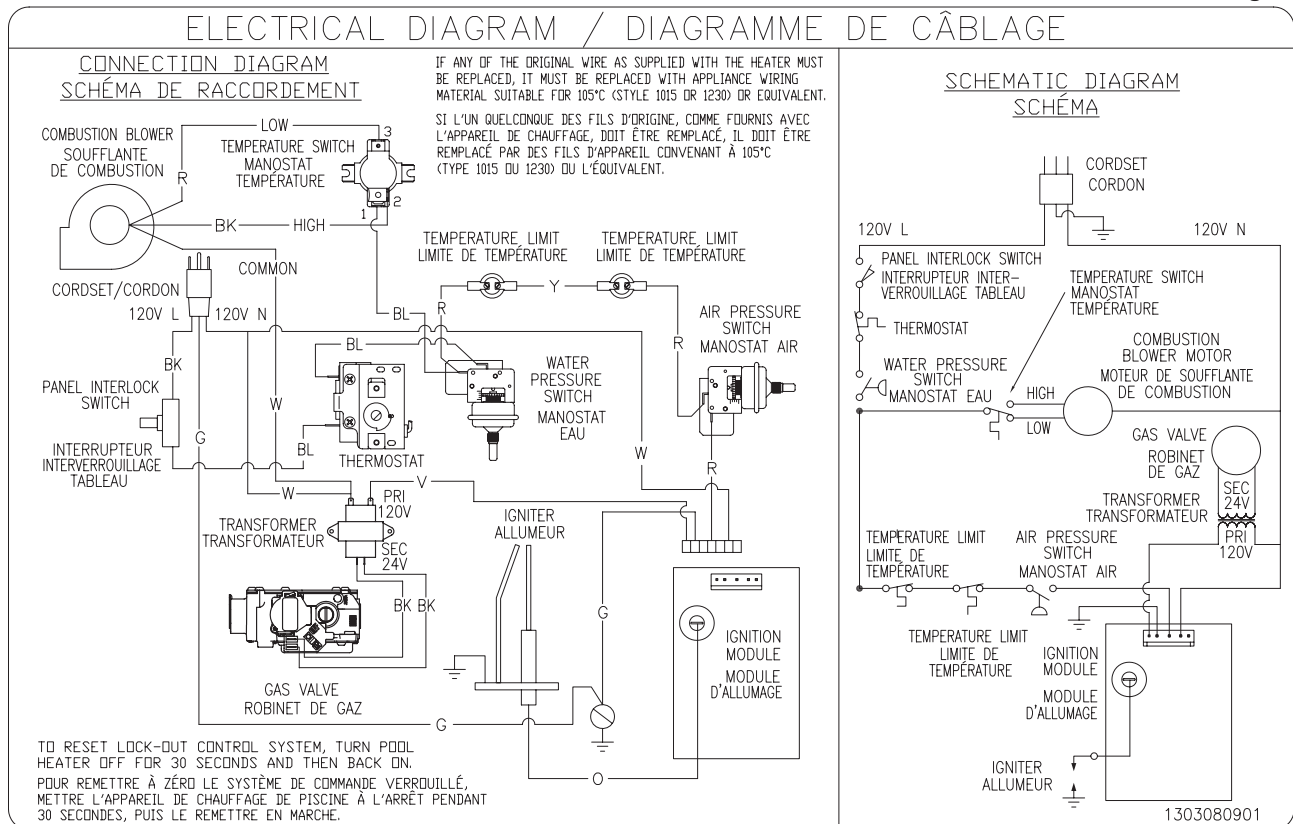 ELECTRICAL DIAGRAM / DIAGRAMME DE CÂBLAGE
CONNECTION DIAGRAM
SCHÉMA DE RACCORDEMENT
IF ANY OF THE ORIGINAL WIRE AS SUPPLIED WITH THE HEATER MUST
BE REPLACED, IT MUST BE REPLACED WITH APPLIANCE WIRING
MATERIAL SUITABLE FOR 105°C (STYLE 1015 OR 1230) OR EQUIVALENT.
SI L'UN QUELCONQUE DES FILS D'ORIGINE, COMME FOURNIS AVEC
L'APPAREIL DE CHAUFFAGE, DOIT ÊTRE REMPLACÉ, IL DOIT ÊTRE
REMPLACÉ PAR DES FILS D'APPAREIL CONVENANT À 105°C
(TYPE 1015 OU 1230) OU L'ÉQUIVALENT.
COMBUSTION BLOWER
SOUFFLANTE
DE COMBUSTION
LOW
R
TEMPERATURE SWITCH
MANOSTAT
TEMPÉRATURE
3
1
2
BK
HIGH
COMMON
CORDSET/CORDON
120V L
120V N
BK
PANEL INTERLOCK
SWITCH
INTERRUPTEUR
INTERVERROUILLAGE
TABLEAU
G
W
BL
BL
BL
THERMOSTAT
TEMPERATURE LIMIT
LIMITE DE TEMPÉRATURE
TEMPERATURE LIMIT
LIMITE DE TEMPÉRATURE
Y
R
R
WATER
PRESSURE
SWITCH
MANOSTAT
EAU
AIR PRESSURE
SWITCH
MANOSTAT AIR
W
R
W
V
PRI
120V
TRANSFORMER
TRANSFORMATEUR
SEC
24V
BK BK
GAS VALVE
ROBINET DE GAZ
IGNITER
ALLUMEUR
G
G
O
IGNITION
MODULE
MODULE
D'ALLUMAGE
TO RESET LOCK-OUT CONTROL SYSTEM, TURN POOL
HEATER OFF FOR 30 SECONDS AND THEN BACK ON.
POUR REMETTRE À ZÉRO LE SYSTÈME DE COMMANDE VERROUILLÉ,
METTRE L'APPAREIL DE CHAUFFAGE DE PISCINE À L'ARRÊT PENDANT
30 SECONDES, PUIS LE REMETTRE EN MARCHE.
SCHEMATIC DIAGRAM
SCHÉMA
CORDSET
CORDON
120V L
120V N
PANEL INTERLOCK SWITCH
INTERRUPTEUR INTER-
VERROUILLAGE TABLEAU
TEMPERATURE SWITCH
MANOSTAT
TEMPÉRATURE
THERMOSTAT
WATER PRESSURE
SWITCH
MANOSTAT EAU
HIGH
LOW
COMBUSTION
BLOWER MOTOR
MOTEUR DE SOUFFLANTE
DE COMBUSTION
GAS VALVE
ROBINET
DE GAZ
SEC
24V
TRANSFORMER
TRANSFORMATEUR
PRI
120V
TEMPERATURE LIMIT
LIMITE DE
TEMPÉRATURE
AIR PRESSURE
SWITCH
MANOSTAT AIR
TEMPERATURE LIMIT
LIMITE DE
TEMPÉRATURE
IGNITION
MODULE
MODULE
D'ALLUMAGE
IGNITER
ALLUMEUR
1303080901